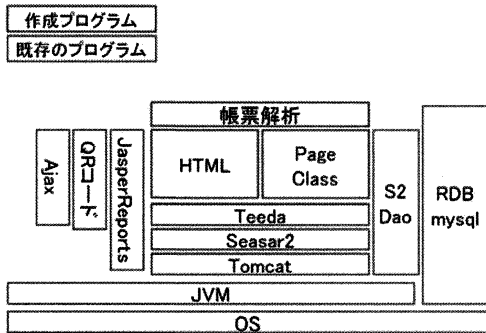 作成プログラム
既存のプログラム
帳票解析
Ajax
QRコード
JasperReports
HTML
Page
Class
S2
Dao
RDB
mysql
Teeda
Seasar2
Tomcat
JVM
OS